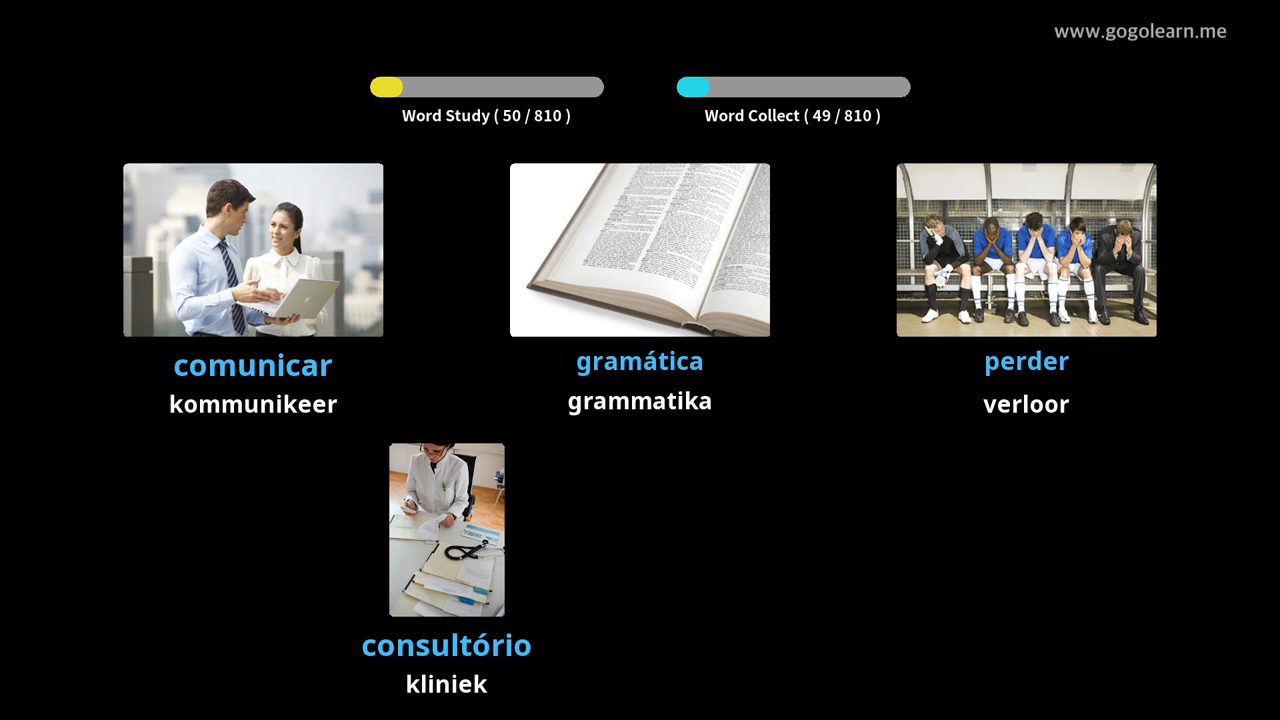 www.gogolearn.me
Word Study ( 50 / 810 )
Word Collect ( 49 / 810 )
comunicar
kommunikeer
gramática
grammatika
perder
verloor
consultório
kliniek